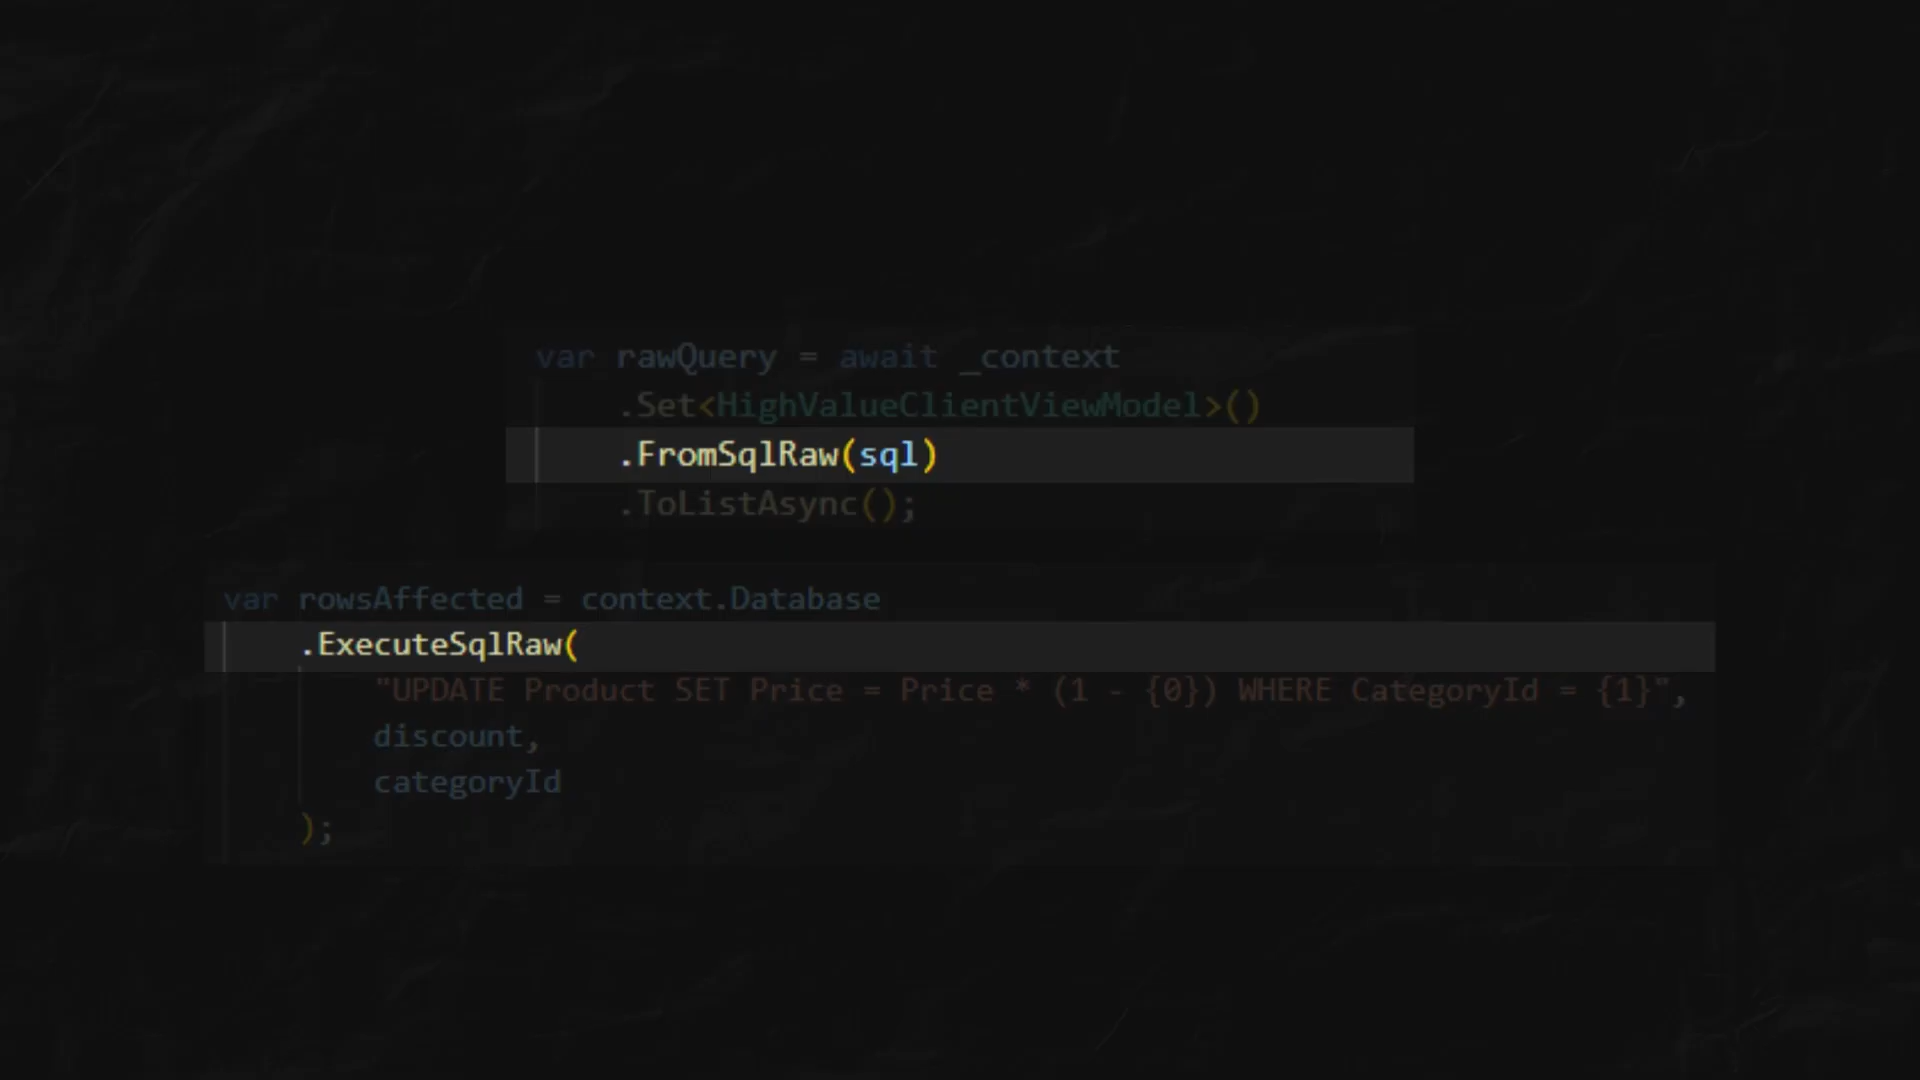 var rawQuery = await _context
.Set<HighValueClientViewModel>()
.FromSqlRaw(sql)
.ToListAsync();
var rowsAffected = context.Database
.ExecuteSqlRaw(
"UPDATE Product SET Price = Price * (1 - {0}) WHERE CategoryId = {1}",
discount,
categoryId
);